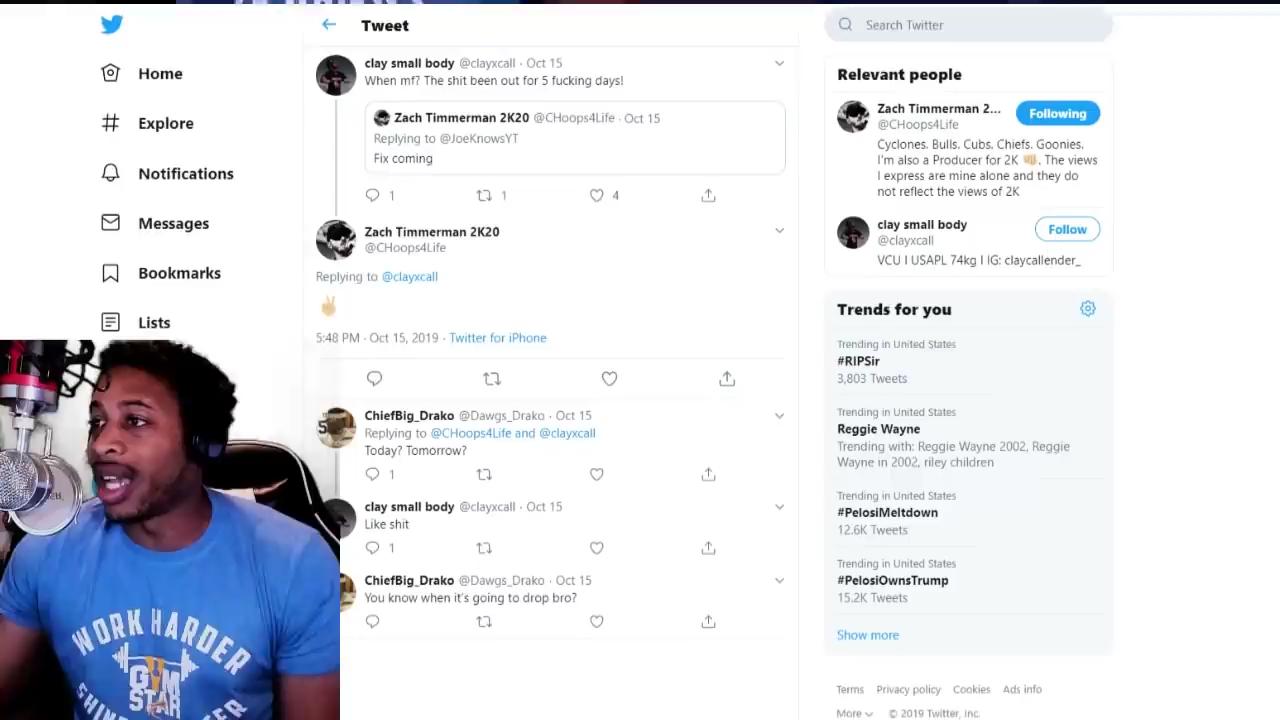 Tweet
Search Twitter
Home
Explore
Notifications
Messages
Bookmarks
Lists
clay small body @clayxcall · Oct 15
When mf? The shit been out for 5 fucking days!
Zach Timmerman 2K20 @CHoops4Life · Oct 15
Replying to @JoeKnowsYT
Fix coming
1 1 4
Zach Timmerman 2K20
@CHoops4Life
Replying to @clayxcall
✌🏼
5:48 PM · Oct 15, 2019 · Twitter for iPhone
ChiefBig_Drako @Dawgs_Drako · Oct 15
Replying to @CHoops4Life and @clayxcall
Today? Tomorrow?
1
clay small body @clayxcall · Oct 15
Like shit
1
ChiefBig_Drako @Dawgs_Drako · Oct 15
You know when it's going to drop bro?
Relevant people
Zach Timmerman 2...
Following
@CHoops4Life
Cyclones. Bulls. Cubs. Chiefs. Goonies.
I'm also a Producer for 2K 👊🏼. The views
I express are mine alone and they do
not reflect the views of 2K
clay small body
Follow
@clayxcall
VCU I USAPL 74kg I IG: claycallender_
Trends for you
Trending in United States
#RIPSir
3,803 Tweets
Trending in United States
Reggie Wayne
Trending with: Reggie Wayne 2002, Reggie
Wayne in 2002, riley children
Trending in United States
#PelosiMeltdown
12.6K Tweets
Trending in United States
#PelosiOwnsTrump
15.2K Tweets
Show more
Terms Privacy policy Cookies Ads info
More © 2019 Twitter, Inc.
WORK HARDER
GYM
STAR